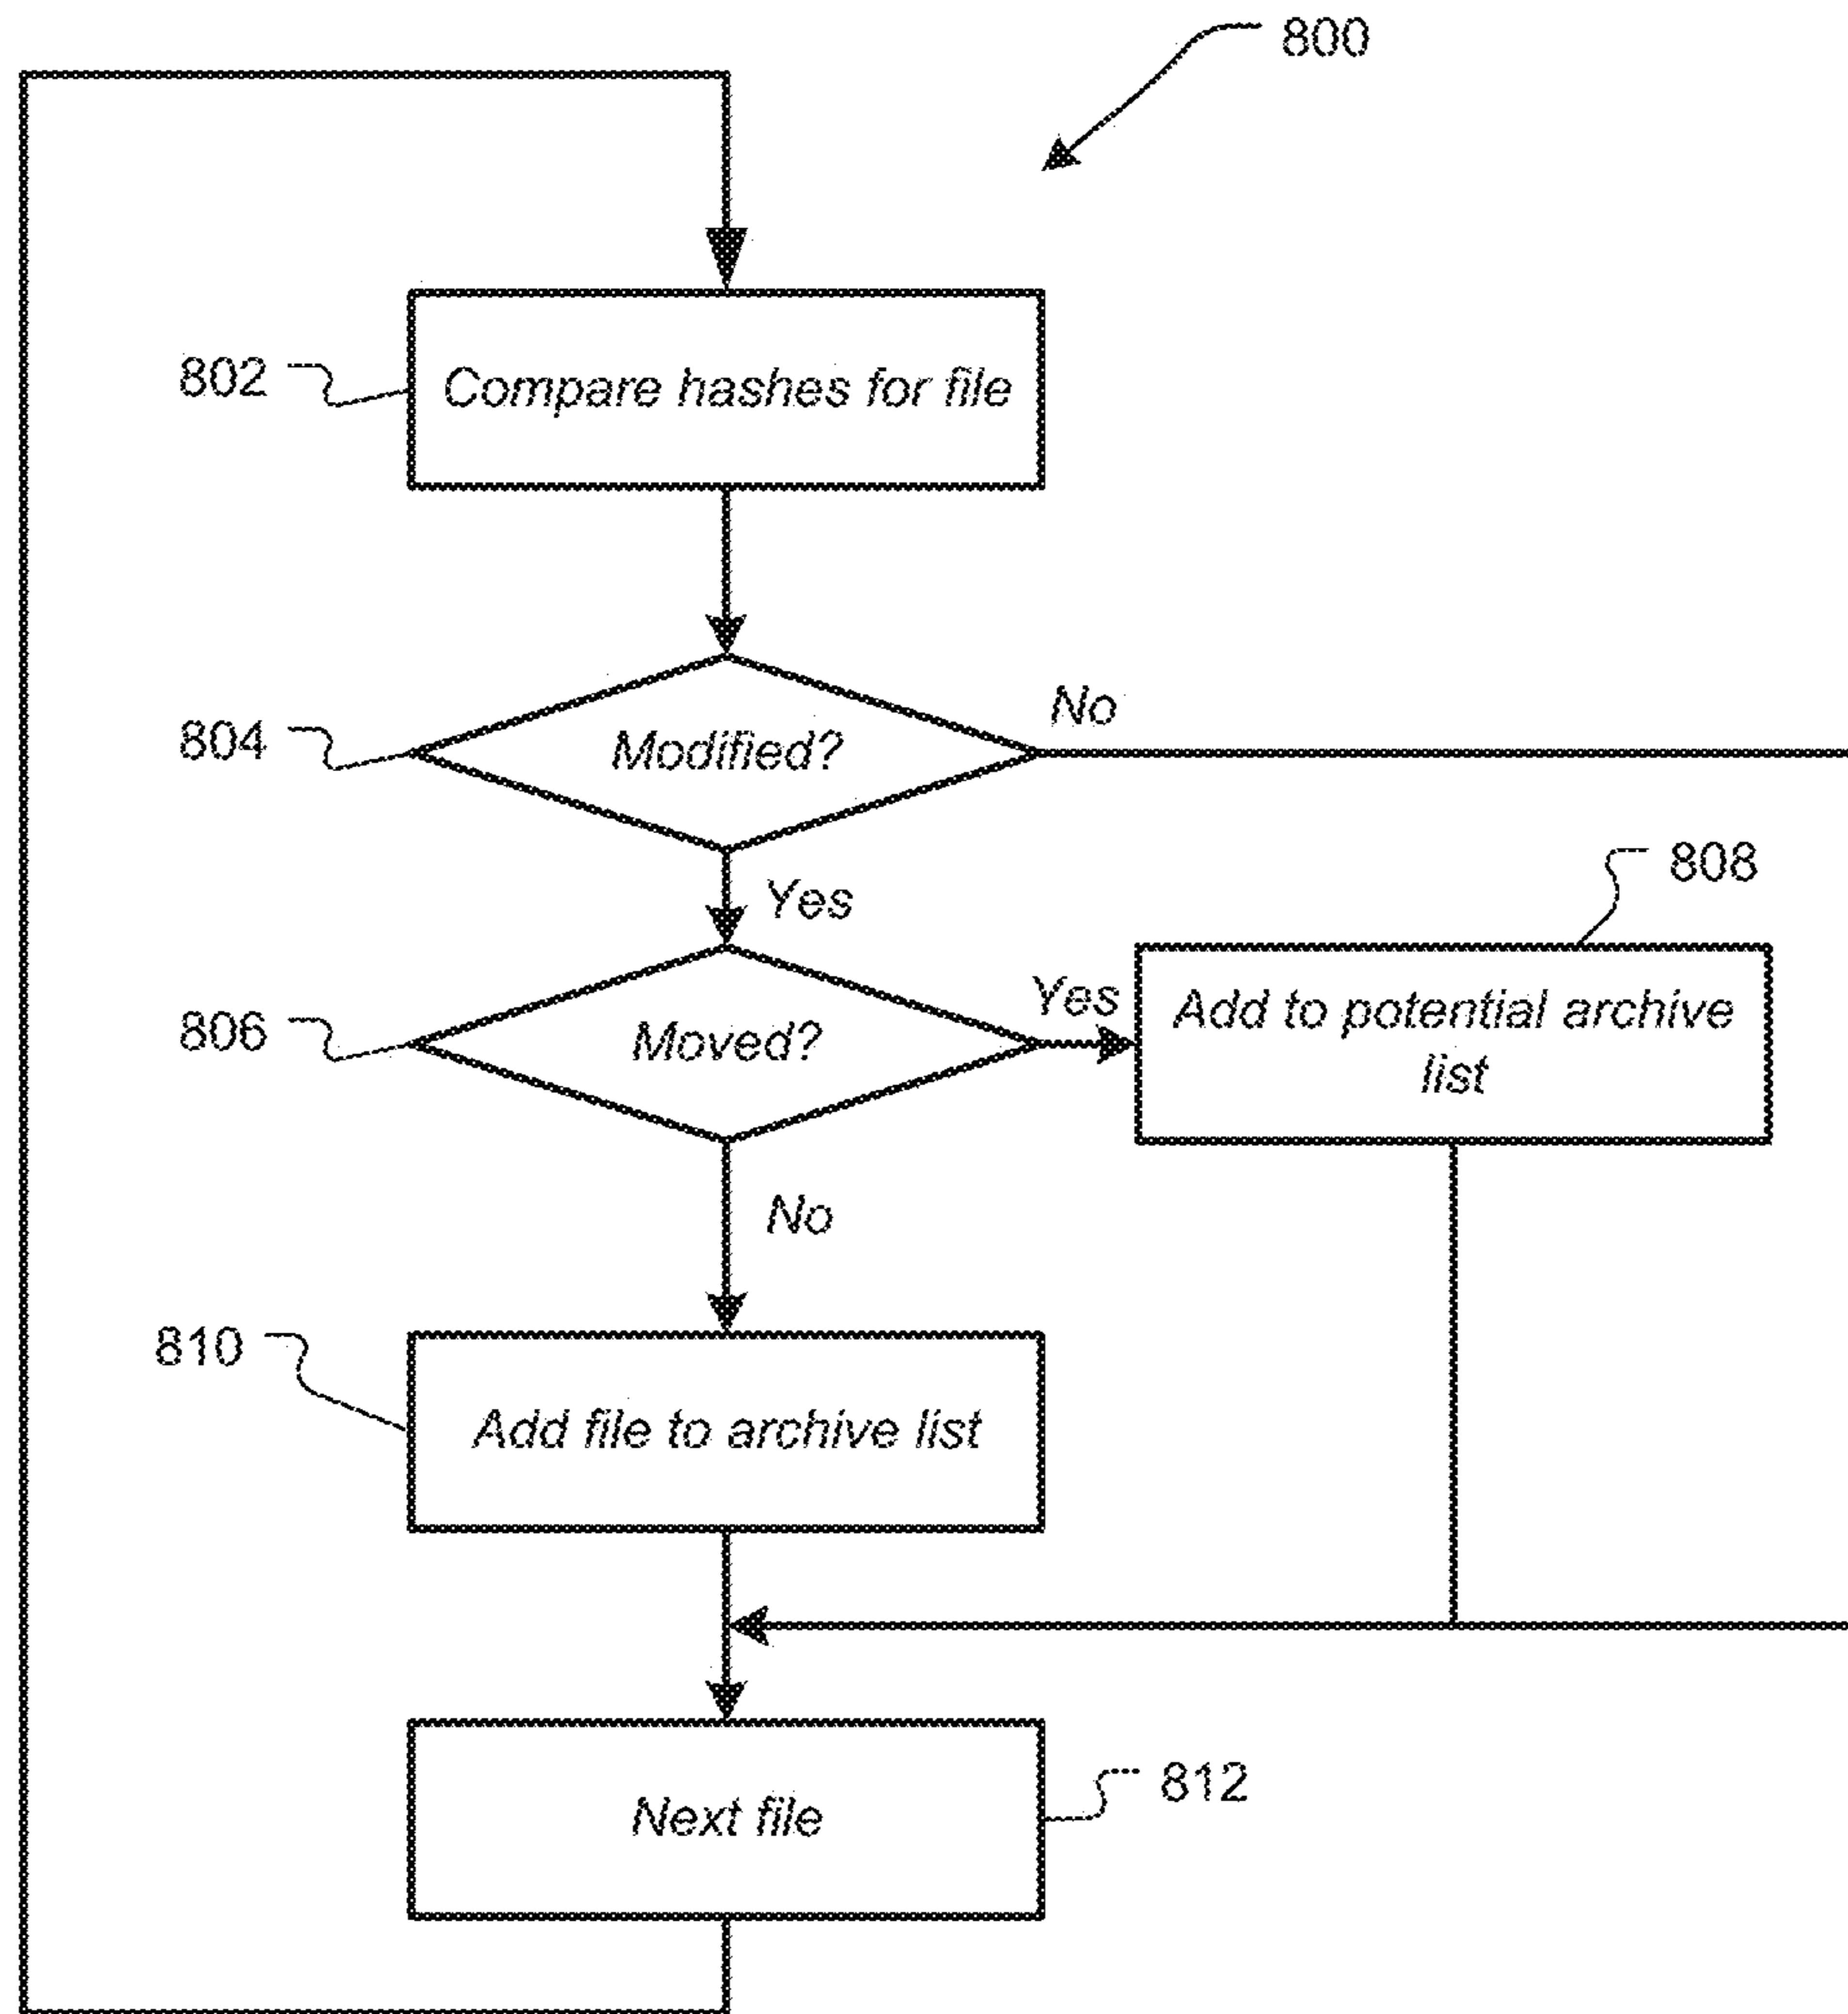 800
802
Compare hashes for file
804
Modified?
No
Yes
808
806
Moved?
Yes
Add to potential archive
list
No
810
Add file to archive list
812
Next file